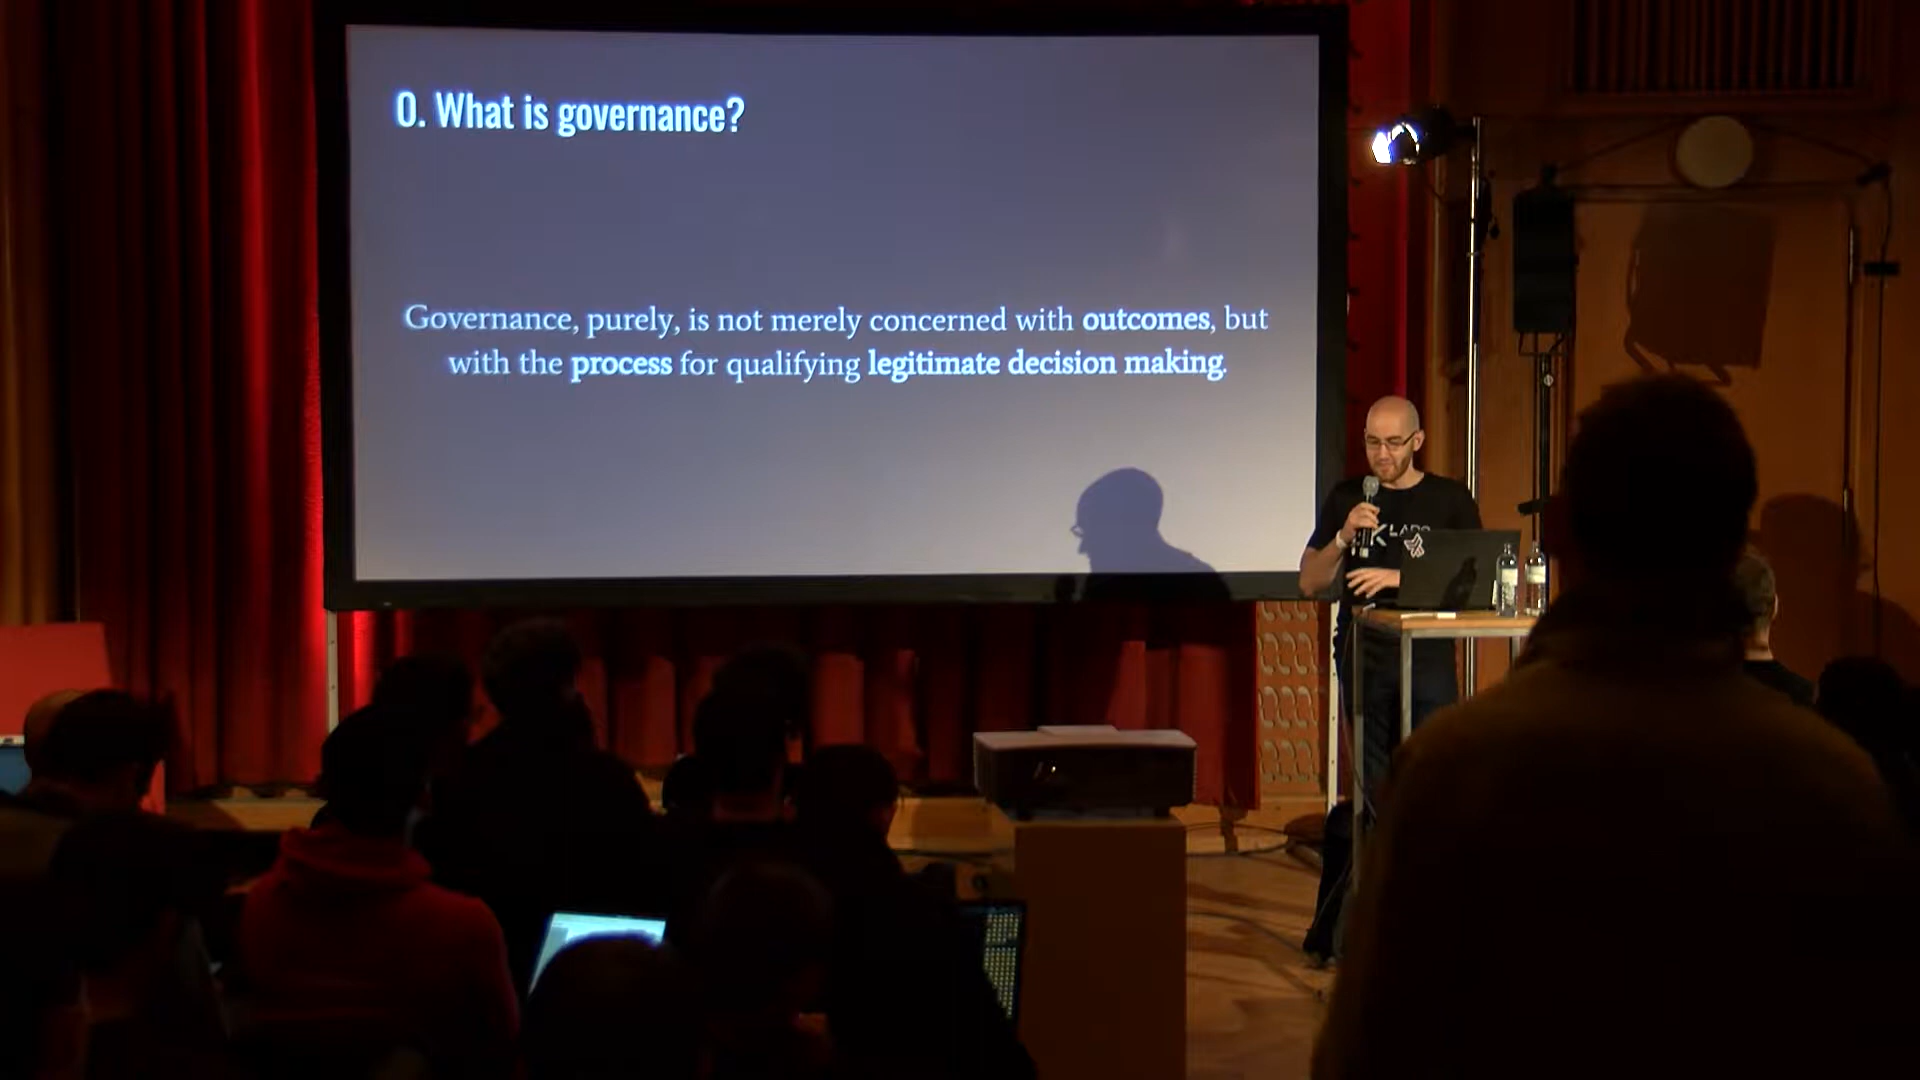 0. What is governance?
Governance, purely, is not merely concerned with outcomes, but
with the process for qualifying legitimate decision making.
LABS